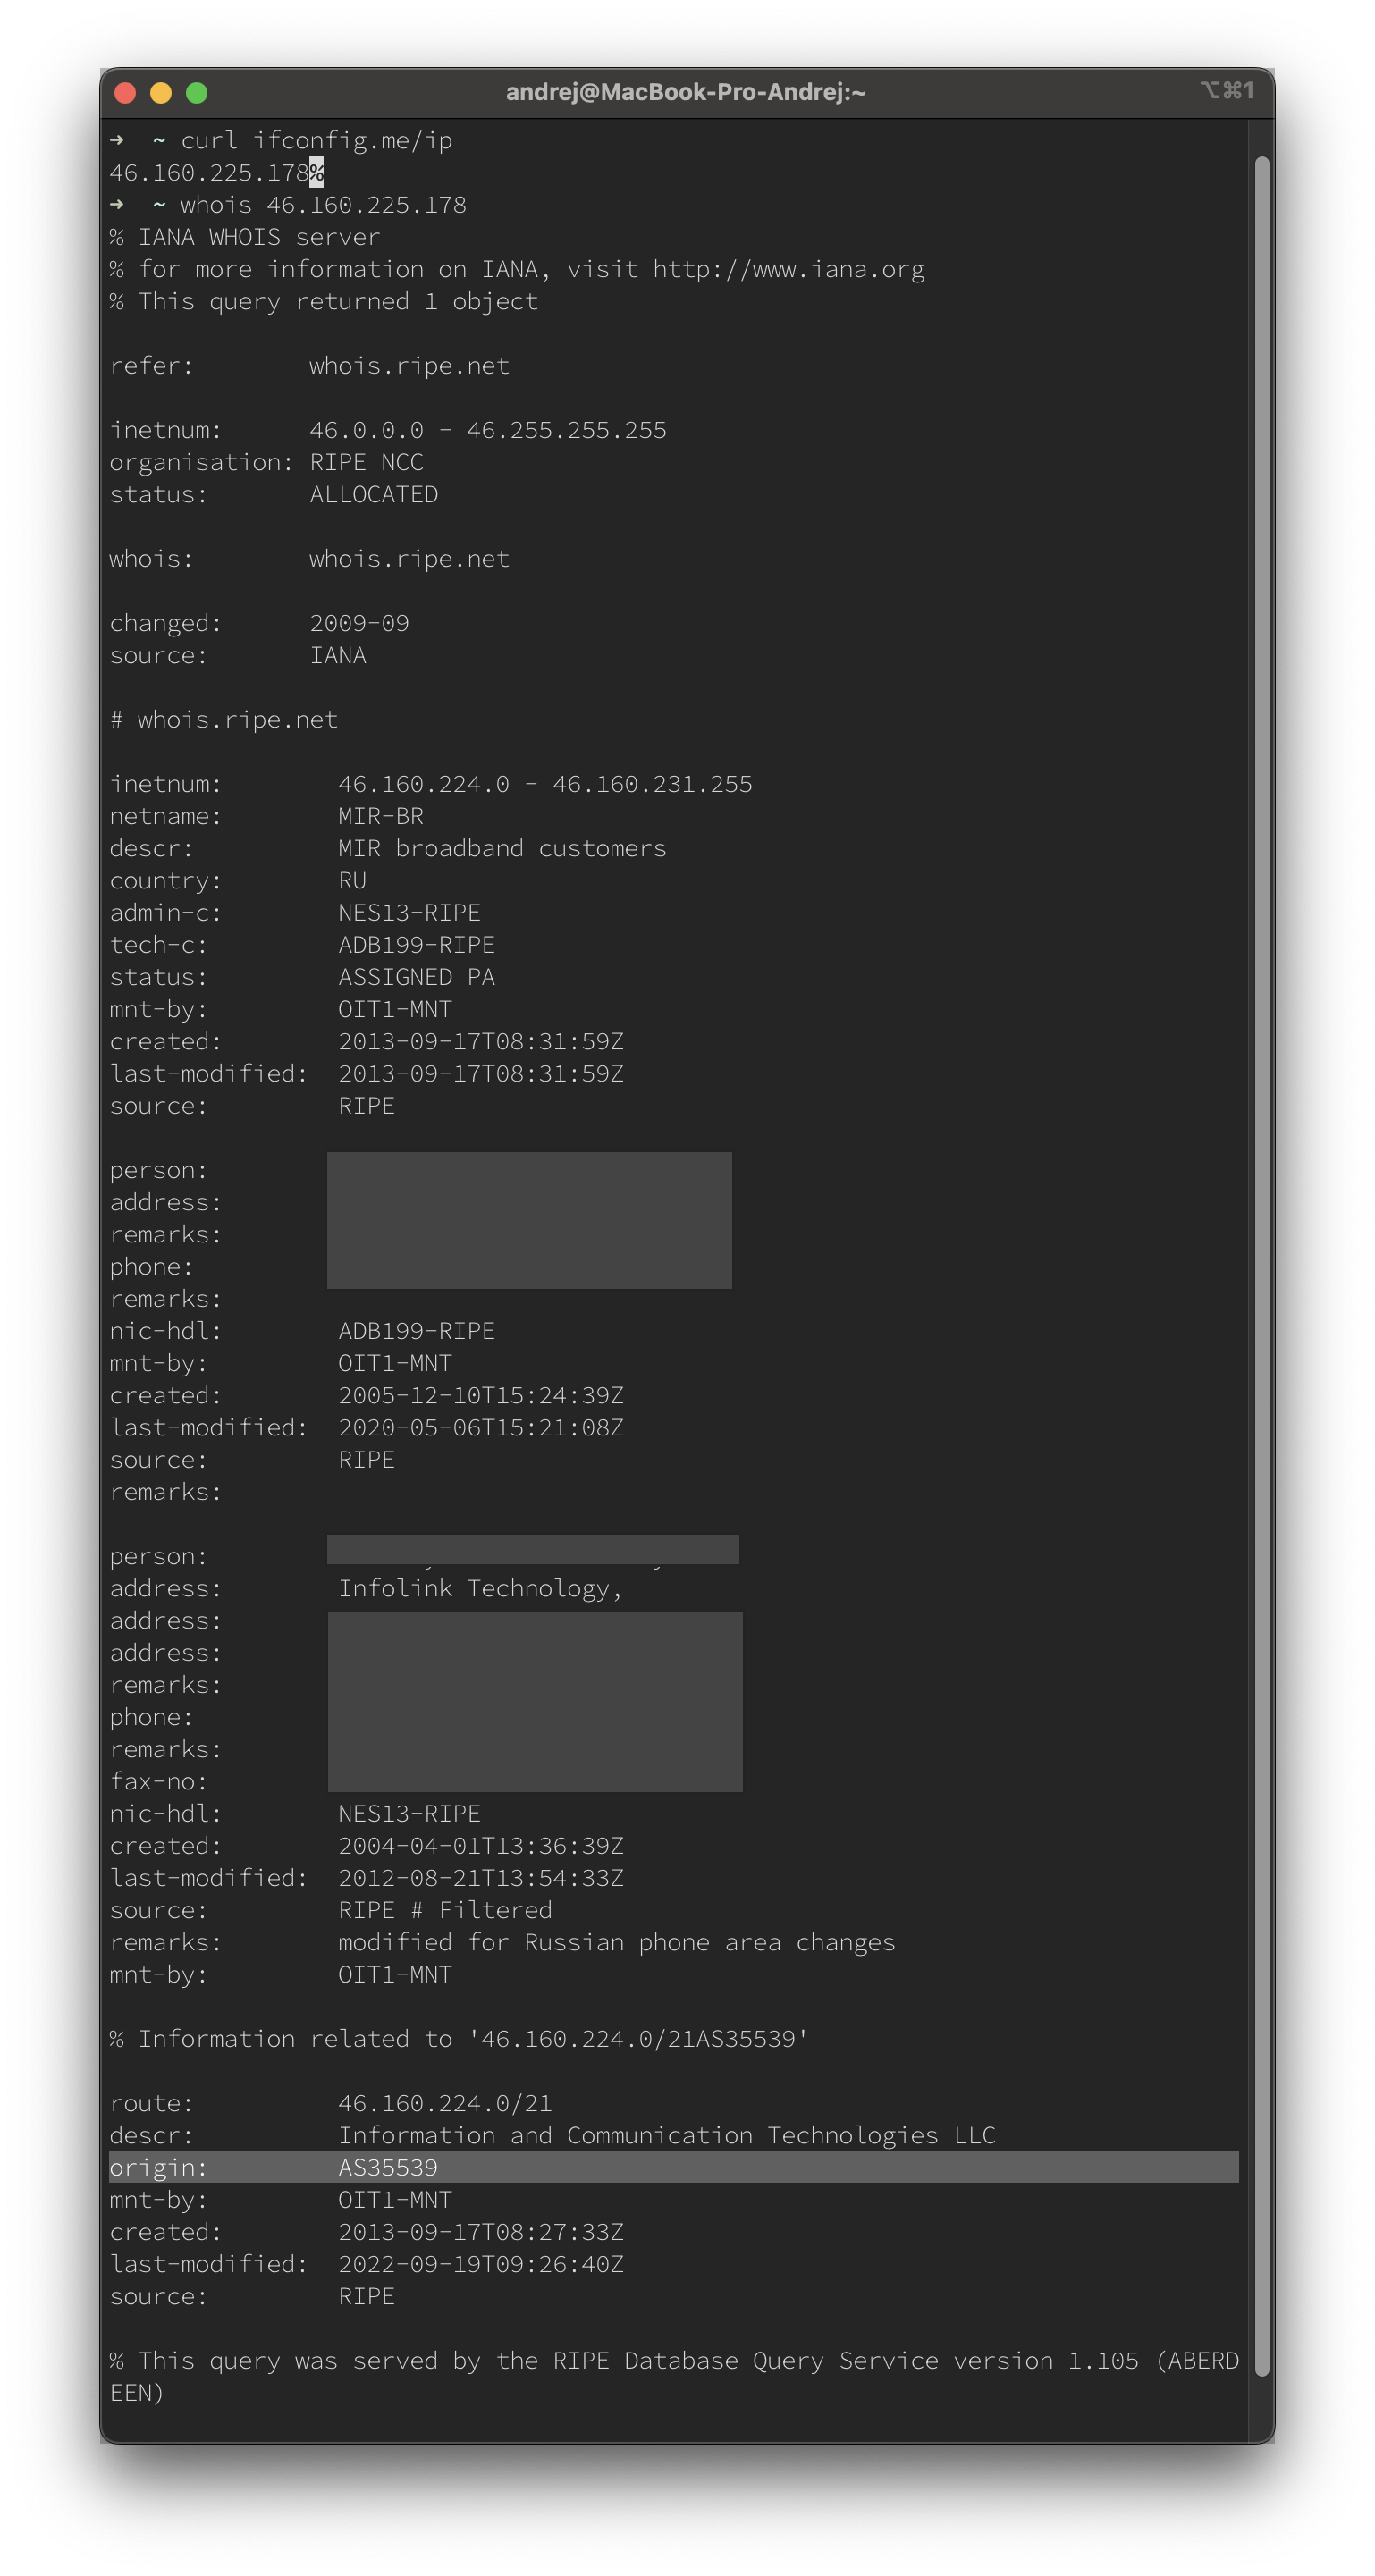 andrej@MacBook-Pro-Andrej:~
⌥⌘1
➜  ~ curl ifconfig.me/ip
46.160.225.178%
➜  ~ whois 46.160.225.178
% IANA WHOIS server
% for more information on IANA, visit http://www.iana.org
% This query returned 1 object
refer:        whois.ripe.net
inetnum:      46.0.0.0 - 46.255.255.255
organisation: RIPE NCC
status:       ALLOCATED
whois:        whois.ripe.net
changed:      2009-09
source:       IANA
# whois.ripe.net
inetnum:        46.160.224.0 - 46.160.231.255
netname:        MIR-BR
descr:          MIR broadband customers
country:        RU
admin-c:        NES13-RIPE
tech-c:         ADB199-RIPE
status:         ASSIGNED PA
mnt-by:         OIT1-MNT
created:        2013-09-17T08:31:59Z
last-modified:  2013-09-17T08:31:59Z
source:         RIPE
person:
address:
remarks:
phone:
remarks:
nic-hdl:        ADB199-RIPE
mnt-by:         OIT1-MNT
created:        2005-12-10T15:24:39Z
last-modified:  2020-05-06T15:21:08Z
source:         RIPE
remarks:
person:
address:        Infolink Technology,
address:
address:
remarks:
phone:
remarks:
fax-no:
nic-hdl:        NES13-RIPE
created:        2004-04-01T13:36:39Z
last-modified:  2012-08-21T13:54:33Z
source:         RIPE # Filtered
remarks:        modified for Russian phone area changes
mnt-by:         OIT1-MNT
% Information related to '46.160.224.0/21AS35539'
route:          46.160.224.0/21
descr:          Information and Communication Technologies LLC
origin:         AS35539
mnt-by:         OIT1-MNT
created:        2013-09-17T08:27:33Z
last-modified:  2022-09-19T09:26:40Z
source:         RIPE
% This query was served by the RIPE Database Query Service version 1.105 (ABERD
EEN)